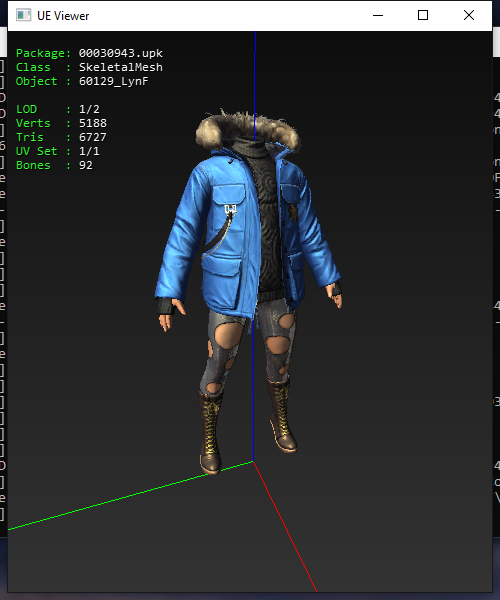 UE Viewer
Package: 00030943.upk
Class : SkeletalMesh
Object : 60129_LynF
LOD : 1/2
Verts : 5188
Tris : 6727
UV Set : 1/1
Bones : 92